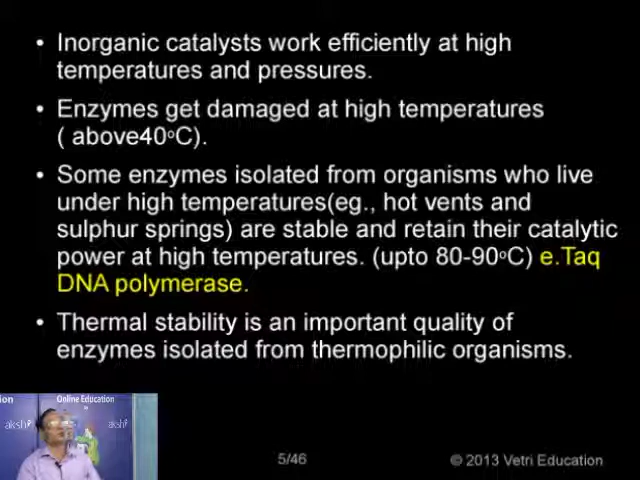 • Inorganic catalysts work efficiently at high
temperatures and pressures.
• Enzymes get damaged at high temperatures
( above40°C).
• Some enzymes isolated from organisms who live
under high temperatures(eg., hot vents and
sulphur springs) are stable and retain their catalytic
power at high temperatures. (upto 80-90°C) e.Taq
DNA polymerase.
• Thermal stability is an important quality of
enzymes isolated from thermophilic organisms.
Online Education
5/46
© 2013 Vetri Education